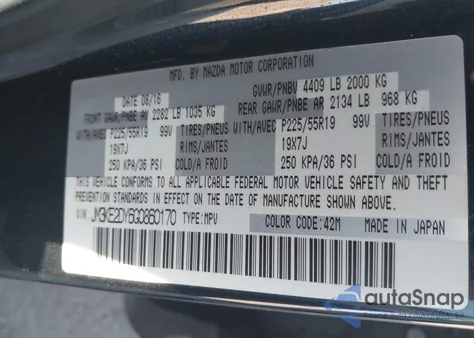 MFD. BY MAZDA MOTOR CORPORATION
DATE 08/16 GVWR/PNBV 4409 LB 2000 KG
FRONT GAWR/PNBE AV 2282 LB 1035 KG REAR GAWR/PNBE AR 2134 LB 968 KG
WITH/AVEC P225/55R19 99V TIRES/PNEUS WITH/AVEC P225/55R19 99V TIRES/PNEUS
19X7J RIMS/JANTES 19X7J RIMS/JANTES
250 KPA/36 PSI COLD/A FROID 250 KPA/36 PSI COLD/A FROID
THIS VEHICLE CONFORMS TO ALL APPLICABLE FEDERAL MOTOR VEHICLE SAFETY AND THEFT
PREVENTION STANDARDS IN EFFECT ON THE DATE OF MANUFACTURE SHOWN ABOVE.
VIN: JM3KE2DY6G0860170 TYPE: MPV COLOR CODE: 42M MADE IN JAPAN
autoSnap